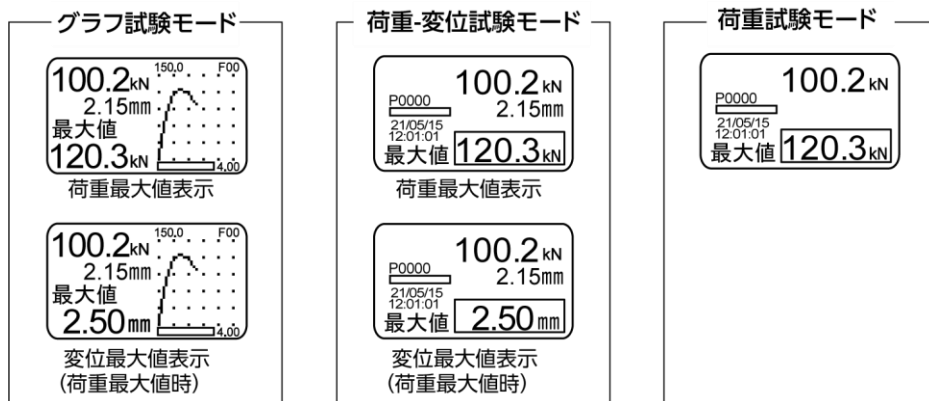 グラフ試験モード
100.2kN
2.15mm
最大値
120.3kN
150.0 F00
4.00
荷重最大値表示
100.2kN
2.15mm
最大値
2.50mm
150.0 F00
4.00
変位最大値表示
(荷重最大値時)
荷重-変位試験モード
100.2kN
P0000
2.15mm
21/05/15
12:01:01
最大値 120.3kN
荷重最大値表示
100.2kN
P0000
2.15mm
21/05/15
12:01:01
最大値 2.50mm
変位最大値表示
(荷重最大値時)
荷重試験モード
100.2kN
P0000
21/05/15
12:01:01
最大値 120.3kN